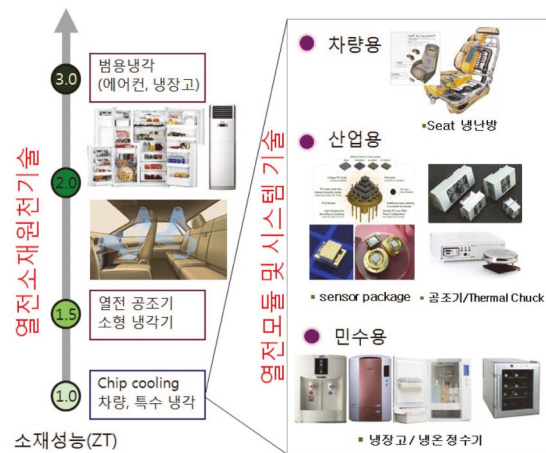 열전소재원천기술
3.0
범용냉각
(에어컨, 냉장고)
2.0
1.5
열전 공조기
소형 냉각기
1.0
Chip cooling
차량, 특수 냉각
소재성능(ZT)
열전모듈 및 시스템 기술
차량용
Seat 냉난방
산업용
sensor package
공조기/Thermal Chuck
민수용
냉장고/ 냉온 정수기